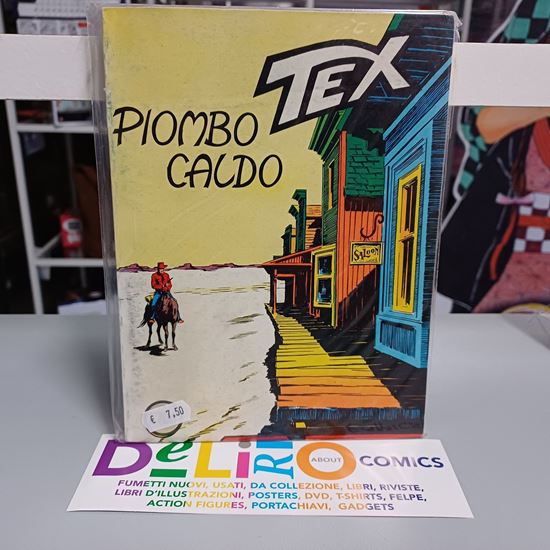 TEX
PIOMBO
CALDO
SALOON
€ 7,50
DeLiRiO
ABOUT
COMICS
FUMETTI NUOVI, USATI, DA COLLEZIONE, LIBRI, RIVISTE,
LIBRI D'ILLUSTRAZIONI, POSTERS, DVD, T-SHIRTS, FELPE,
ACTION FIGURES, PORTACHIAVI, GADGETS